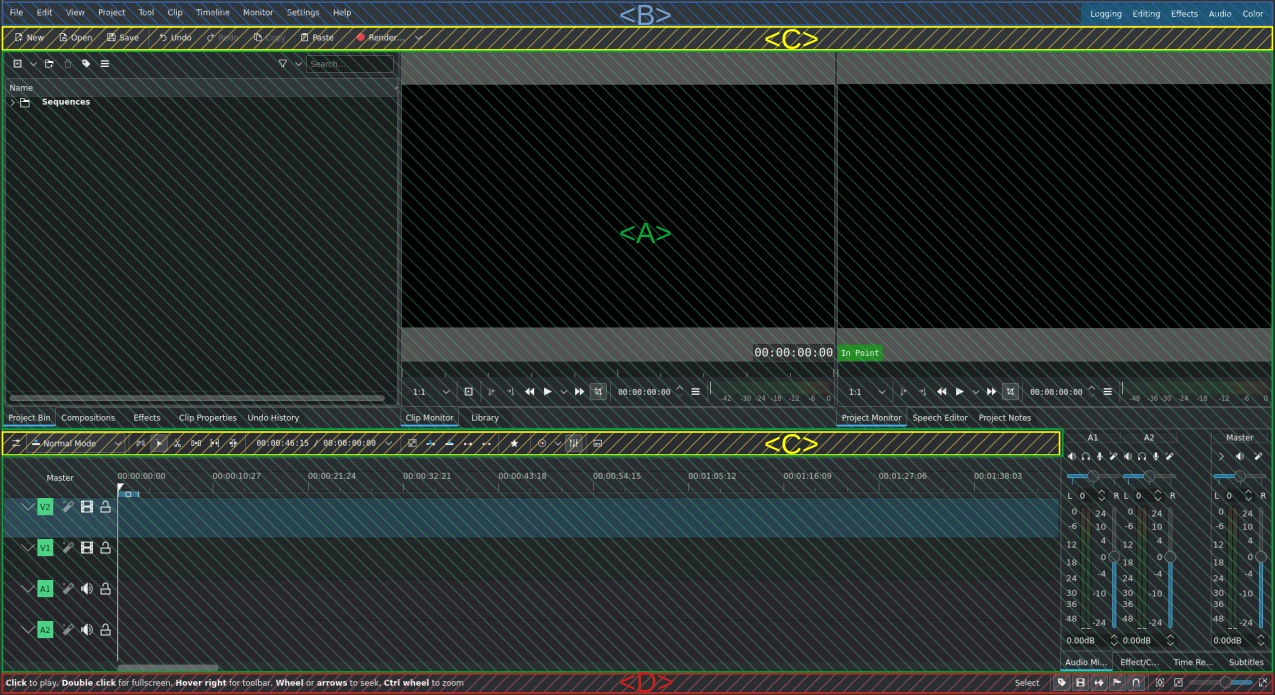 File Edit View Project Tool Clip Timeline Monitor Settings Help <B> Logging Editing Effects Audio Color
New Open Save Undo Redo Copy Paste Render... <C>
Search...
Name
Sequences
<A>
00:00:00:00 In Point
1:1 00:00:00:00 -42 -30 -24 -18 -12 -6 0 1:1 00:00:00:00 -48 -36 -30 -24 -18 -12 -6 0
Project Bin Compositions Effects Clip Properties Undo History Clip Monitor Library Project Monitor Speech Editor Project Notes
Normal Mode 00:00:46:15 / 00:00:00:00 <C> A1 A2 Master
Master 00:00:00:00 00:00:10:27 00:00:21:24 00:00:32:21 00:00:43:18 00:00:54:15 00:01:05:12 00:01:16:09 00:01:27:06 00:01:38:03
L 0 R L 0 R L 0 R
V2
V1
A1
A2
0 24 0 24 0 24
-6 10 -6 10 -6 10
4 4 4
12 12 12
0 0 0
18 18 18
-4 -4 -4
24 24 24
30 -10 30 -10 30 -10
36 36 36
48 -24 48 -24 48 -24
0.00dB 0.00dB 0.00dB
Audio Mi... Effect/C... Time Re... Subtitles
Click to play, Double click for fullscreen, Hover right for toolbar, Wheel or arrows to seek, Ctrl wheel to zoom <D> Select